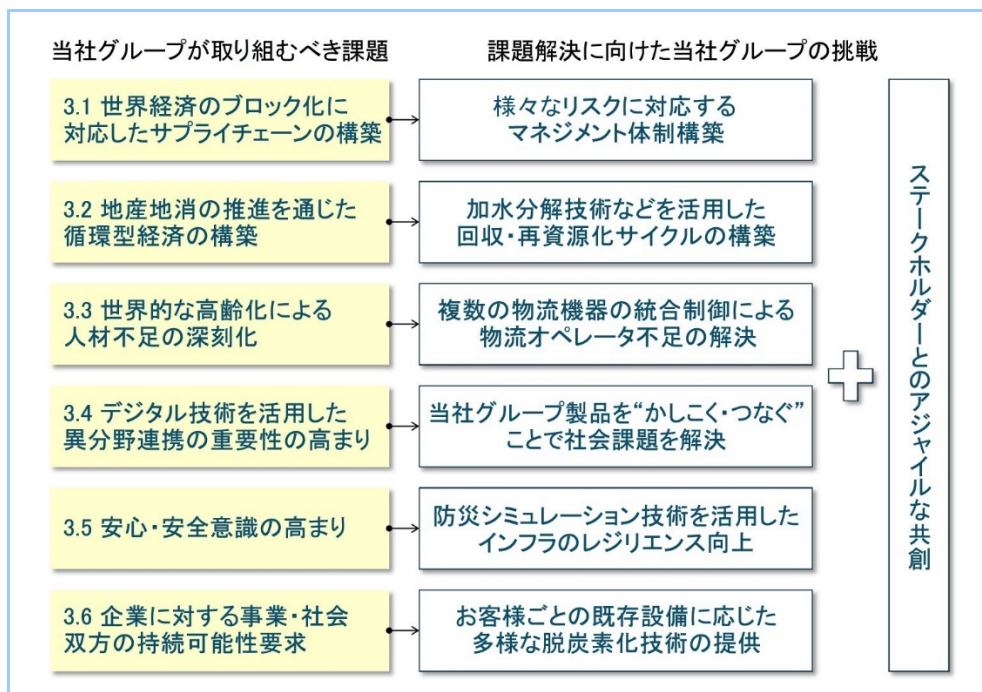 当社グループが取り組むべき課題
課題解決に向けた当社グループの挑戦
3.1 世界経済のブロック化に
対応したサプライチェーンの構築
様々なリスクに対応する
マネジメント体制構築
3.2 地産地消の推進を通じた
循環型経済の構築
加水分解技術などを活用した
回収・再資源化サイクルの構築
3.3 世界的な高齢化による
人材不足の深刻化
複数の物流機器の統合制御による
物流オペレータ不足の解決
3.4 デジタル技術を活用した
異分野連携の重要性の高まり
当社グループ製品を“かしこく・つなぐ”
ことで社会課題を解決
3.5 安心・安全意識の高まり
防災シミュレーション技術を活用した
インフラのレジリエンス向上
3.6 企業に対する事業・社会
双方の持続可能性要求
お客様ごとの既存設備に応じた
多様な脱炭素化技術の提供
ステークホルダーとのアジャイルな共創